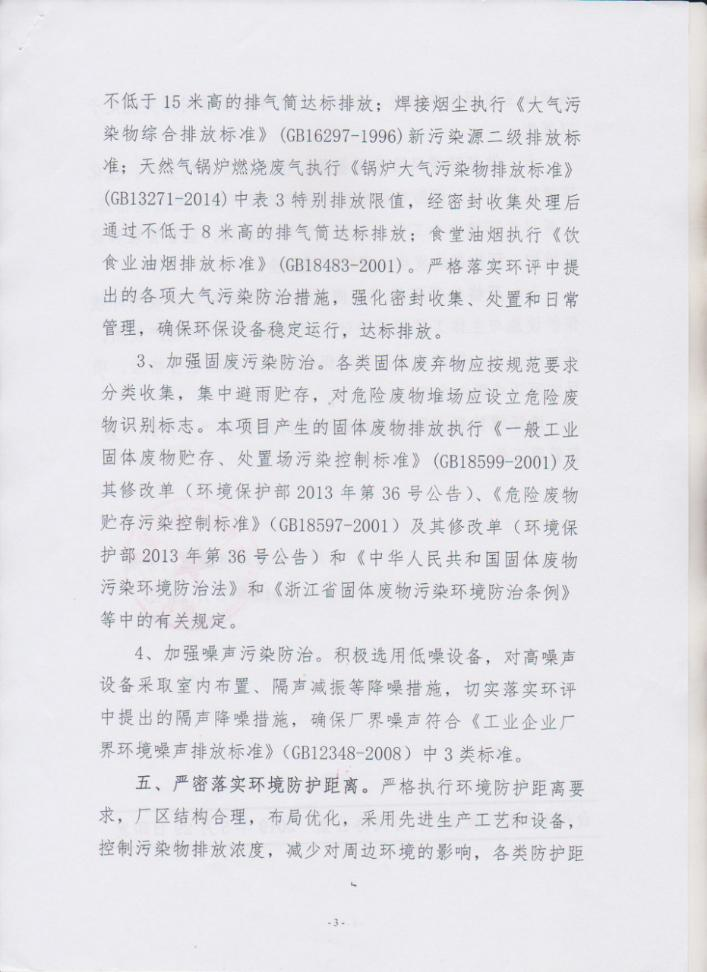 不低于 15 米高的排气筒达标排放；焊接烟尘执行《大气污
染物综合排放标准》(GB16297-1996)新污染源二级排放标
准；天然气锅炉燃烧废气执行《锅炉大气污染物排放标准》
(GB13271-2014)中表 3 特别排放限值，经密封收集处理后
通过不低于 8 米高的排气筒达标排放；食堂油烟执行《饮
食业油烟排放标准》(GB18483-2001)。严格落实环评中提
出的各项大气污染防治措施，强化密封收集、处置和日常
管理，确保环保设备稳定运行，达标排放。
3、加强固废污染防治。各类固体废弃物应按规范要求
分类收集，集中避雨贮存，对危险废物堆场应设立危险废
物识别标志。本项目产生的固体废物排放执行《一般工业
固体废物贮存、处置场污染控制标准》(GB18599-2001)及
其修改单（环境保护部 2013 年第 36 号公告）、《危险废物
贮存污染控制标准》（GB18597-2001）及其修改单（环境保
护部 2013 年第 36 号公告）和《中华人民共和国固体废物
污染环境防治法》和《浙江省固体废物污染环境防治条例》
等中的有关规定。
4、加强噪声污染防治。积极选用低噪设备，对高噪声
设备采取室内布置、隔声减振等降噪措施，切实落实环评
中提出的隔声降噪措施，确保厂界噪声符合《工业企业厂
界环境噪声排放标准》（GB12348-2008）中 3 类标准。
五、严密落实环境防护距离。严格执行环境防护距离要
求，厂区结构合理，布局优化，采用先进生产工艺和设备，
控制污染物排放浓度，减少对周边环境的影响，各类防护距
- 3 -